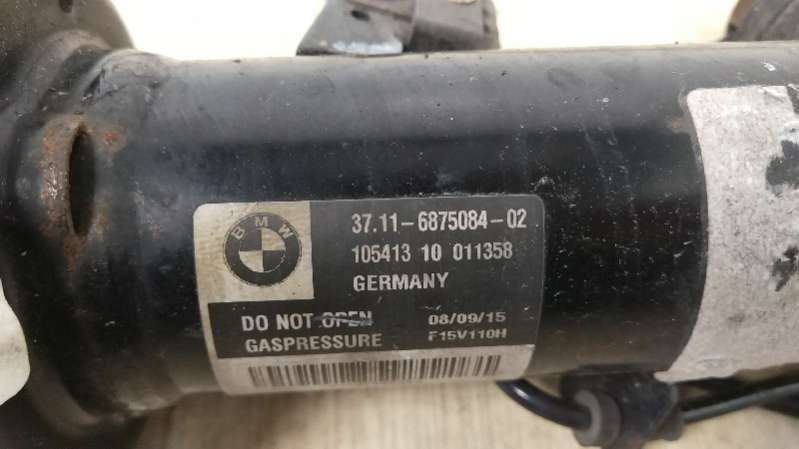 BMW
37.11-6875084-02
105413 10 011358
GERMANY
DO NOT OPEN 08/09/15
GASPRESSURE F15V110H